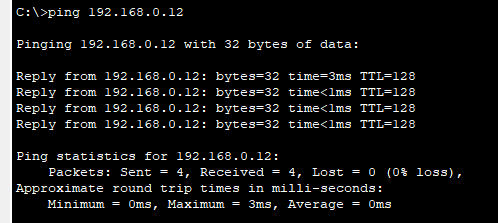 C:\>ping 192.168.0.12
Pinging 192.168.0.12 with 32 bytes of data:
Reply from 192.168.0.12: bytes=32 time=3ms TTL=128
Reply from 192.168.0.12: bytes=32 time<1ms TTL=128
Reply from 192.168.0.12: bytes=32 time<1ms TTL=128
Reply from 192.168.0.12: bytes=32 time<1ms TTL=128
Ping statistics for 192.168.0.12:
Packets: Sent = 4, Received = 4, Lost = 0 (0% loss),
Approximate round trip times in milli-seconds:
Minimum = 0ms, Maximum = 3ms, Average = 0ms